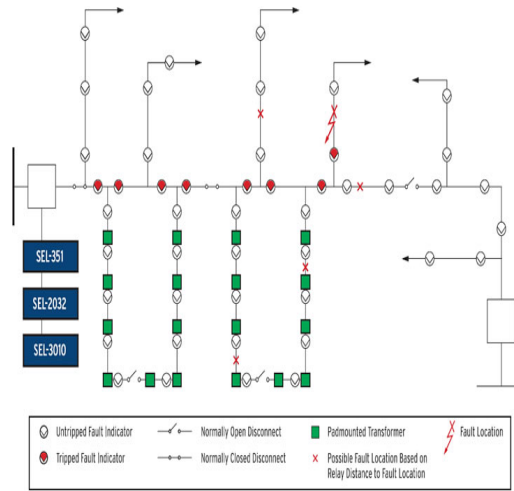 SEL-351
SEL-2032
SEL-3010
Untripped Fault Indicator
Normally Open Disconnect
Padmounted Transformer
Fault Location
Tripped Fault Indicator
Normally Closed Disconnect
Possible Fault Location Based on
Relay Distance to Fault Location